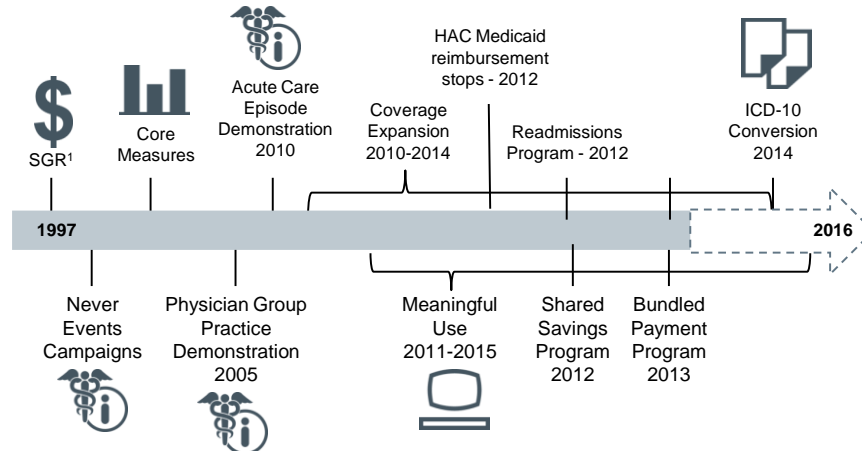 SGR¹
Core
Measures
Acute Care
Episode
Demonstration
2010
Coverage
Expansion
2010-2014
HAC Medicaid
reimbursement
stops - 2012
Readmissions
Program - 2012
ICD-10
Conversion
2014
1997
2016
Never
Events
Campaigns
Physician Group
Practice
Demonstration
2005
Meaningful
Use
2011-2015
Shared
Savings
Program
2012
Bundled
Payment
Program
2013